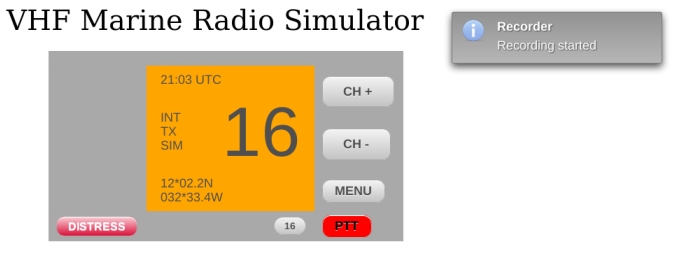 VHF Marine Radio Simulator
Recorder
Recording started
21:03 UTC
CH +
INT
TX
SIM
16
CH -
12*02.2N
032*33.4W
MENU
DISTRESS
16
PTT